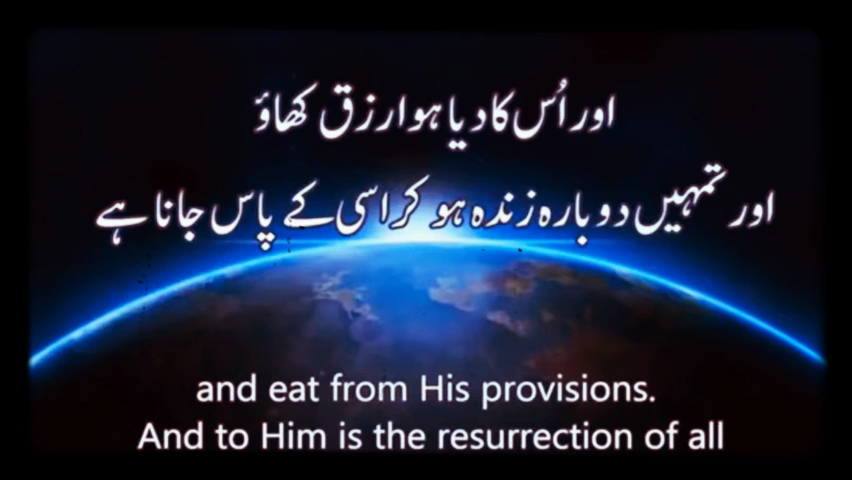 اور اُس کا دیا ہوا رزق کھاؤ
اور تمہیں دوبارہ زندہ ہو کر اسی کے پاس جانا ہے
and eat from His provisions.
And to Him is the resurrection of all